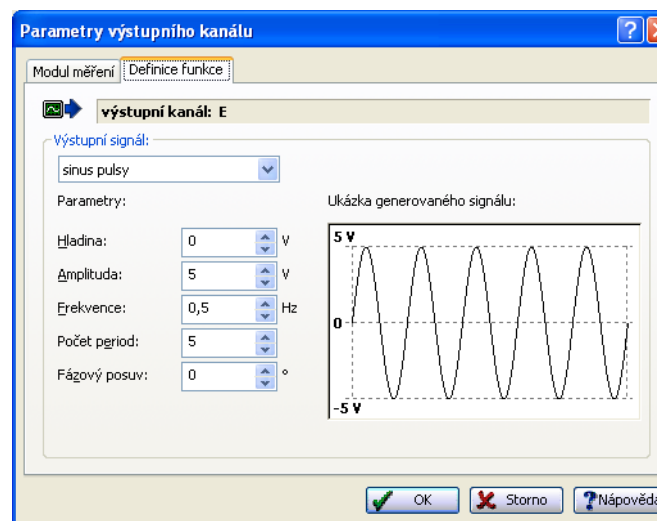 Parametry výstupního kanálu
Modul měření Definice funkce
výstupní kanál: E
Výstupní signál:
sinus pulsy
Parametry: Ukázka generovaného signálu:
Hladina: 0 V
Amplituda: 5 V
Frekvence: 0,5 Hz
Počet period: 5
Fázový posuv: 0 °
5 V
0
-5 V
OK Storno Nápověda